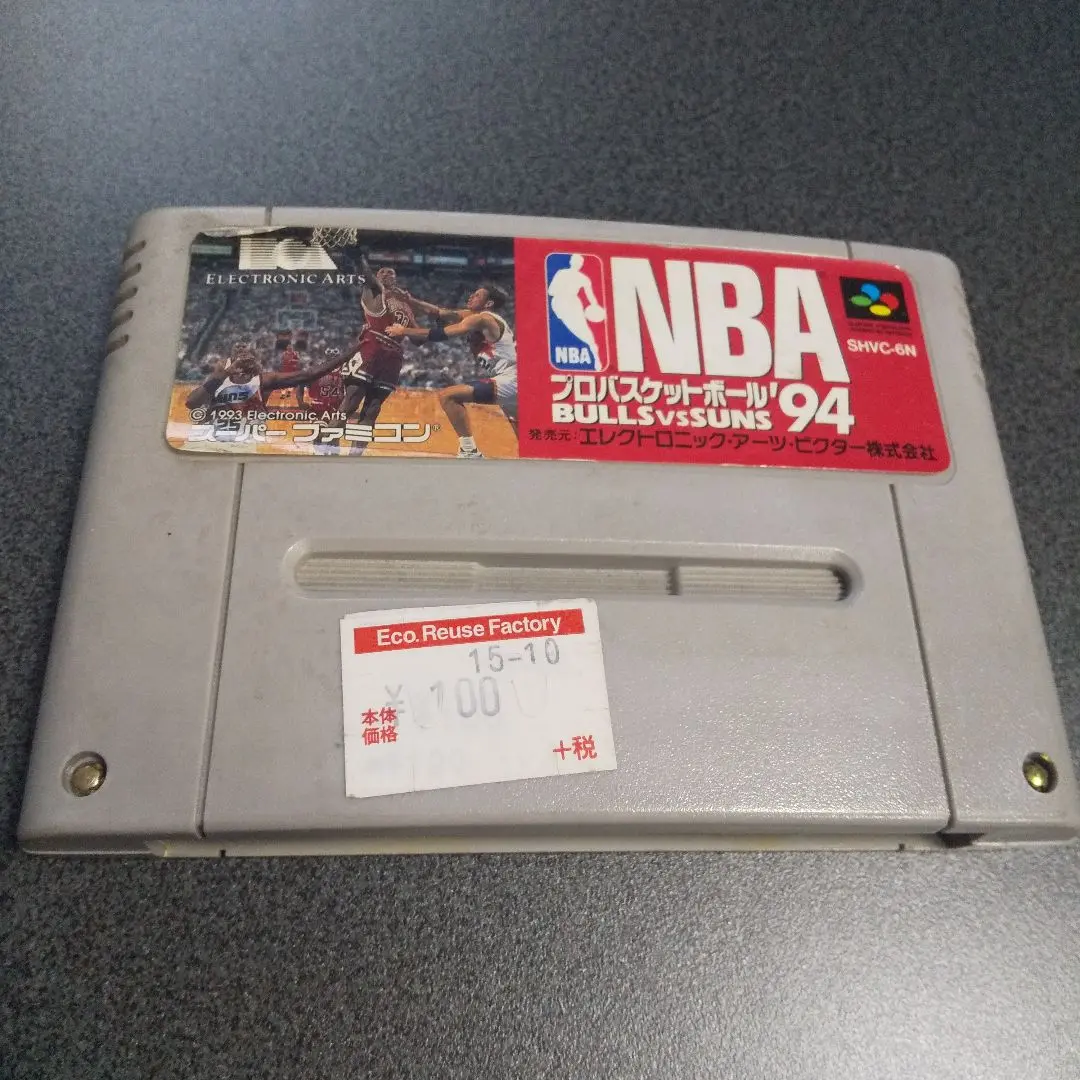 ELECTRONIC ARTS
© 1993 Electronic Arts
スーパーファミコン®
NBA
NBA
プロバスケットボール'94
BULLS VS SUNS
発売元:エレクトロニック・アーツ・ビクター株式会社
SHVC-6N
Eco. Reuse Factory
15-10
¥100
本体
価格
+税